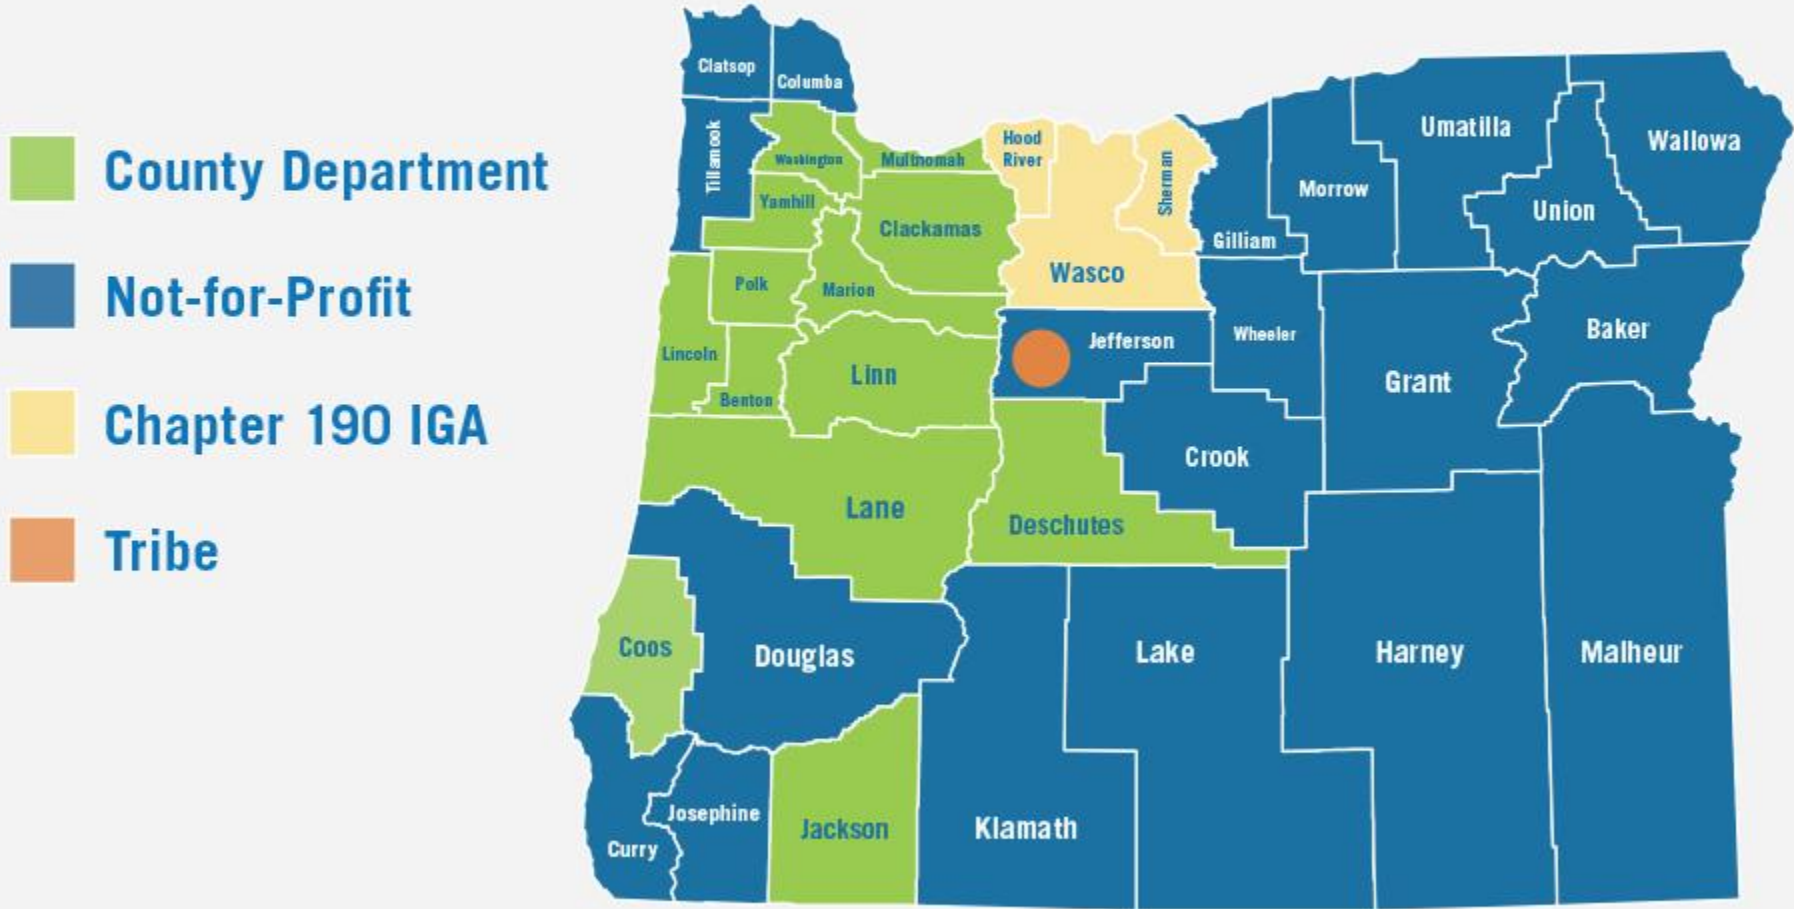 County Department
Not-for-Profit
Chapter 190 IGA
Tribe
Clatsop
Columba
Tillamook
Washington
Multnomah
Hood
River
Sherman
Yamhill
Clackamas
Wasco
Gilliam
Morrow
Umatilla
Union
Wallowa
Polk
Marion
Jefferson
Wheeler
Grant
Baker
Lincoln
Benton
Linn
Crook
Lane
Deschutes
Coos
Douglas
Lake
Harney
Malheur
Curry
Josephine
Jackson
Klamath